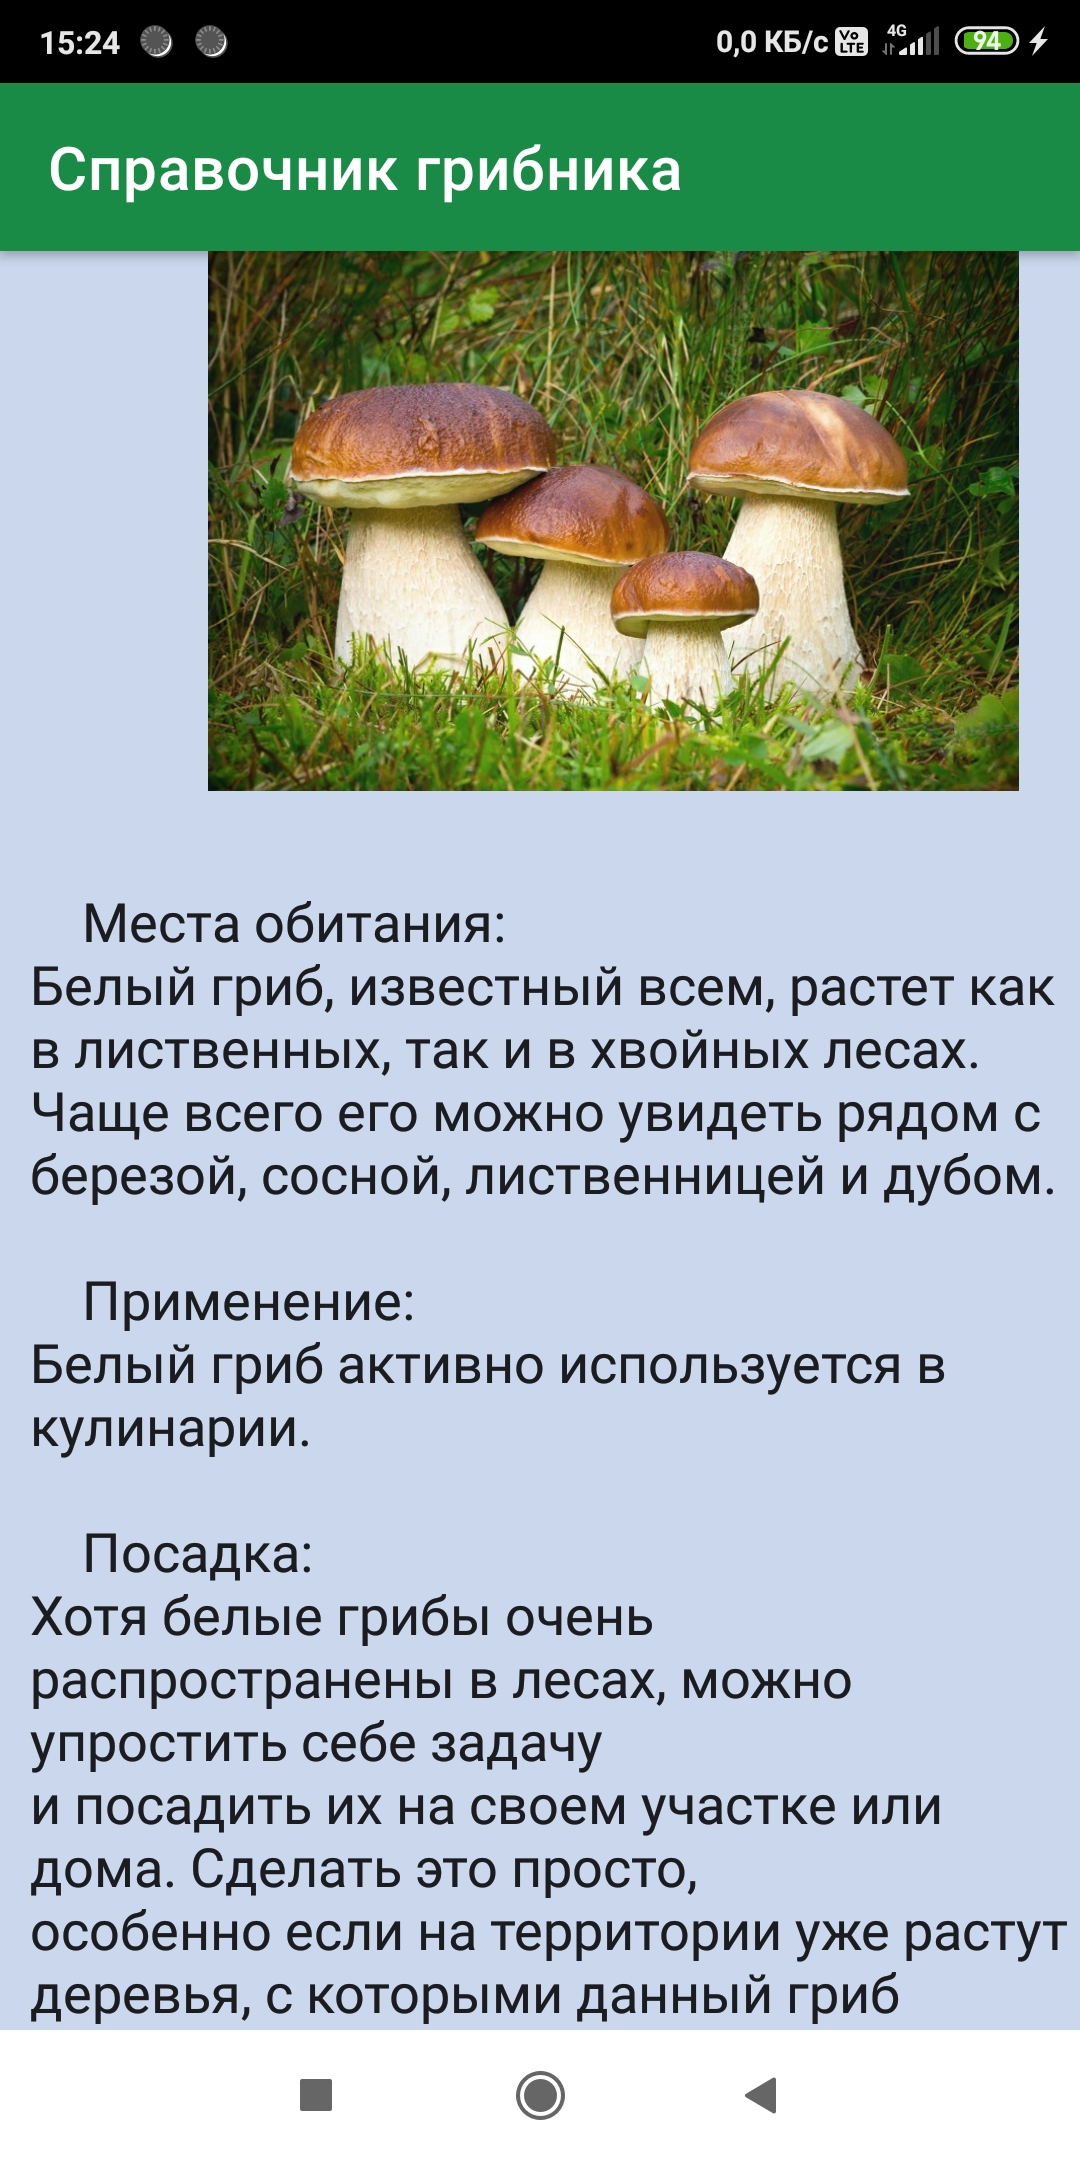 15:24
0,0 КБ/с Vo LTE 4G 94
Справочник грибника
Места обитания:
Белый гриб, известный всем, растет как
в лиственных, так и в хвойных лесах.
Чаще всего его можно увидеть рядом с
березой, сосной, лиственницей и дубом.
Применение:
Белый гриб активно используется в
кулинарии.
Посадка:
Хотя белые грибы очень
распространены в лесах, можно
упростить себе задачу
и посадить их на своем участке или
дома. Сделать это просто,
особенно если на территории уже растут
деревья, с которыми данный гриб